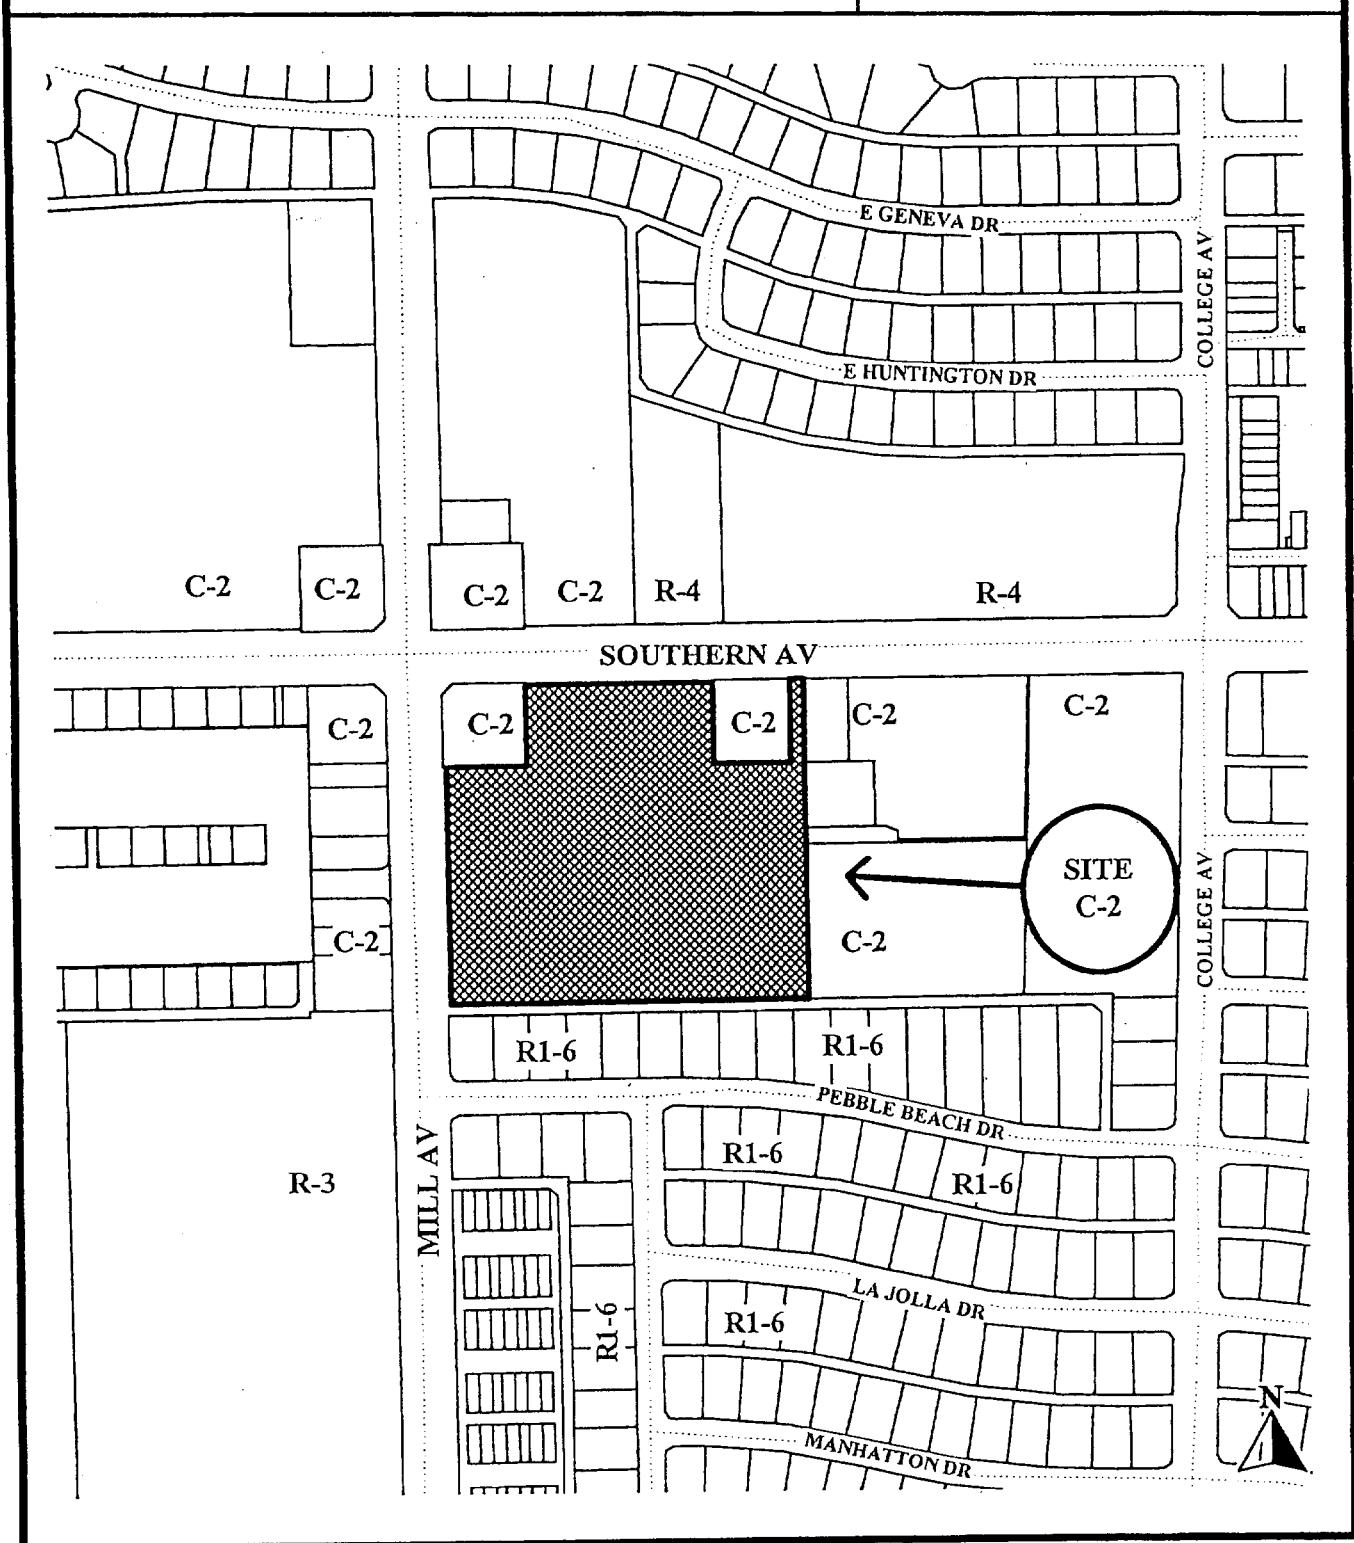 E GENEVA DR
COLLEGE AV
E HUNTINGTON DR
C-2
C-2
C-2
C-2
R-4
R-4
SOUTHERN AV
C-2
C-2
C-2
C-2
C-2
SITE
C-2
COLLEGE AV
C-2
C-2
R1-6
R1-6
PEBBLE BEACH DR
MILL AV
R-3
R1-6
R1-6
LA JOLLA DR
R1-6
R1-6
N
MANHATTON DR